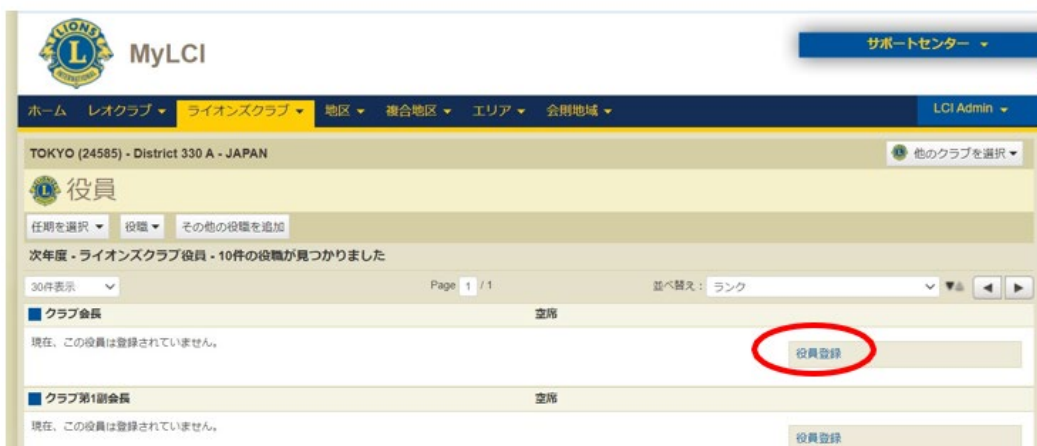 LIONS
L
INTERNATIONAL
MyLCI
サポートセンター
ホーム レオクラブ ライオンズクラブ 地区 複合地区 エリア 会則地域 LCI Admin
TOKYO (24585) - District 330 A - JAPAN 他のクラブを選択
役員
任期を選択 役職 その他の役職を追加
次年度 - ライオンズクラブ役員 - 10件の役職が見つかりました
30件表示 Page 1 / 1 並べ替え： ランク
クラブ会長 空席
現在、この役員は登録されていません。
役員登録
クラブ第1副会長 空席
現在、この役員は登録されていません。
役員登録